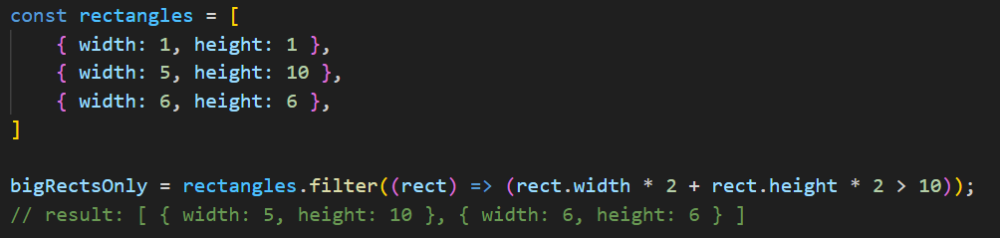 const rectangles = [
    { width: 1, height: 1 },
    { width: 5, height: 10 },
    { width: 6, height: 6 },
]

bigRectsOnly = rectangles.filter((rect) => (rect.width * 2 + rect.height * 2 > 10));
// result: [ { width: 5, height: 10 }, { width: 6, height: 6 } ]